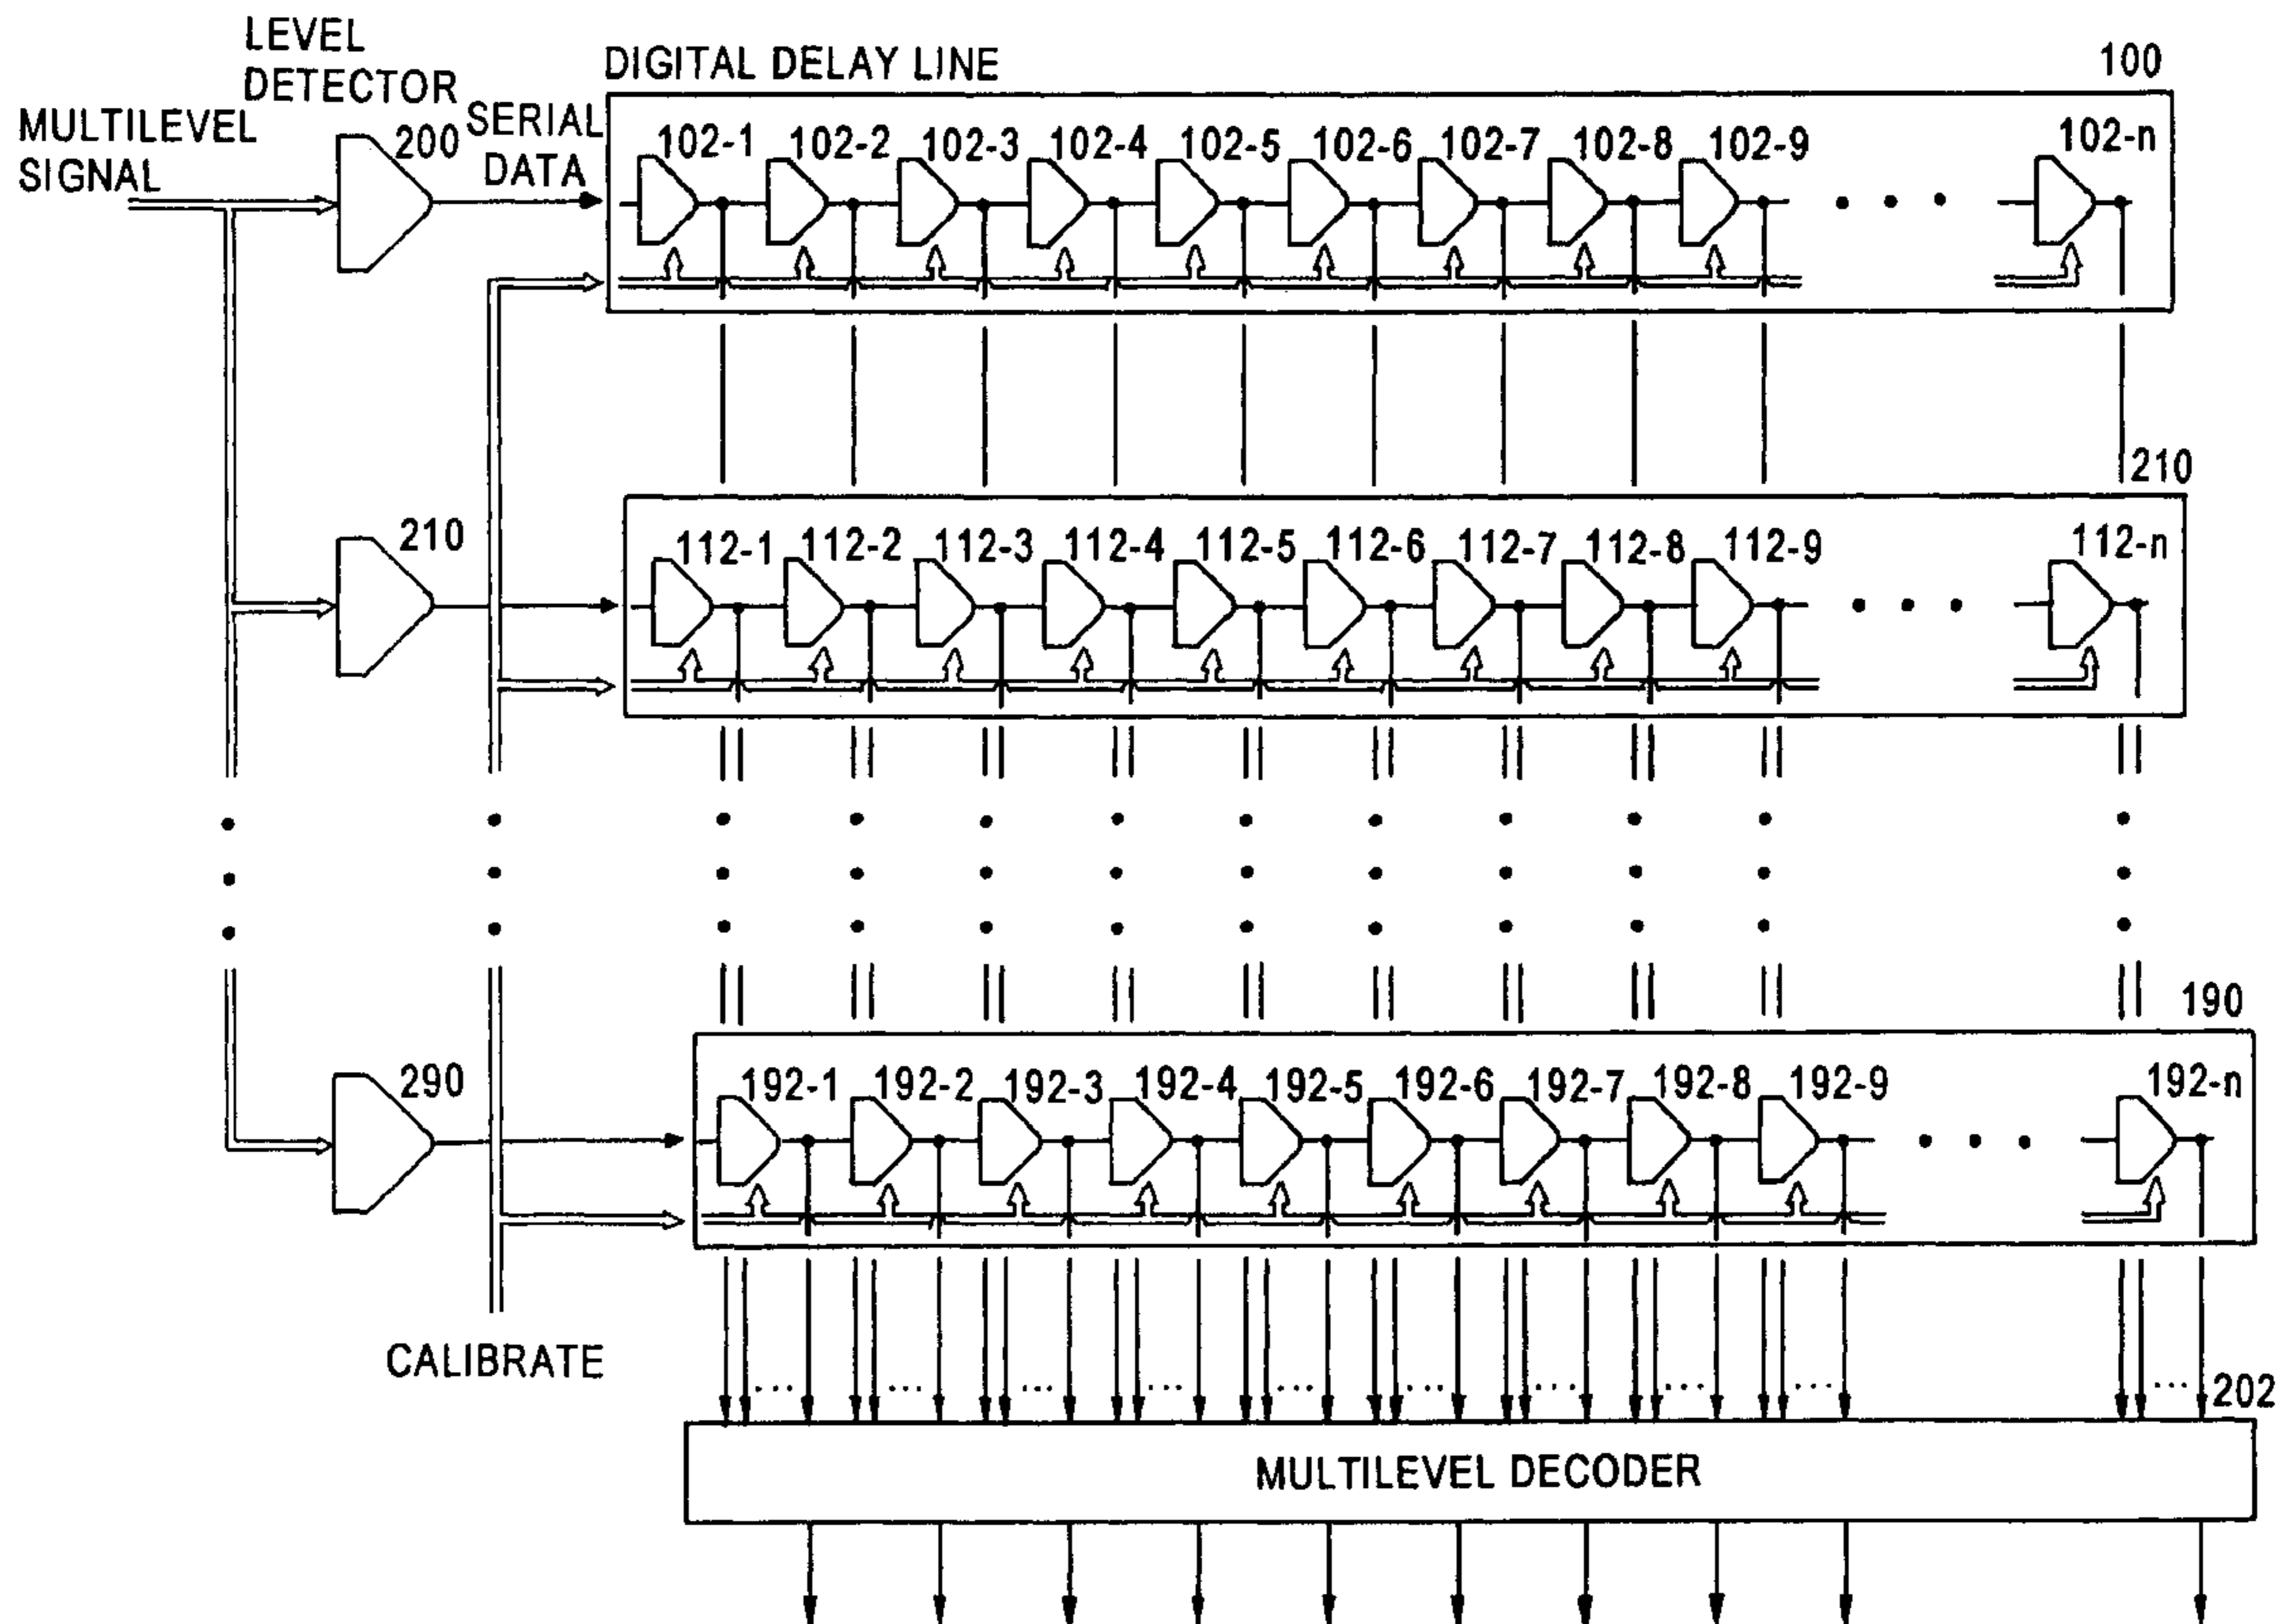 LEVEL
DETECTOR
DIGITAL DELAY LINE
100
MULTILEVEL
SIGNAL
200
SERIAL
DATA
102-1 102-2 102-3 102-4 102-5 102-6 102-7 102-8 102-9 102-n
210
210
112-1 112-2 112-3 112-4 112-5 112-6 112-7 112-8 112-9 112-n
190
290
192-1 192-2 192-3 192-4 192-5 192-6 192-7 192-8 192-9 192-n
CALIBRATE
202
MULTILEVEL DECODER